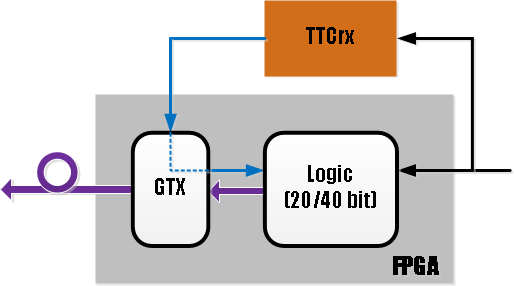 TTCrx
GTX
Logic
(20/40 bit)
FPGA